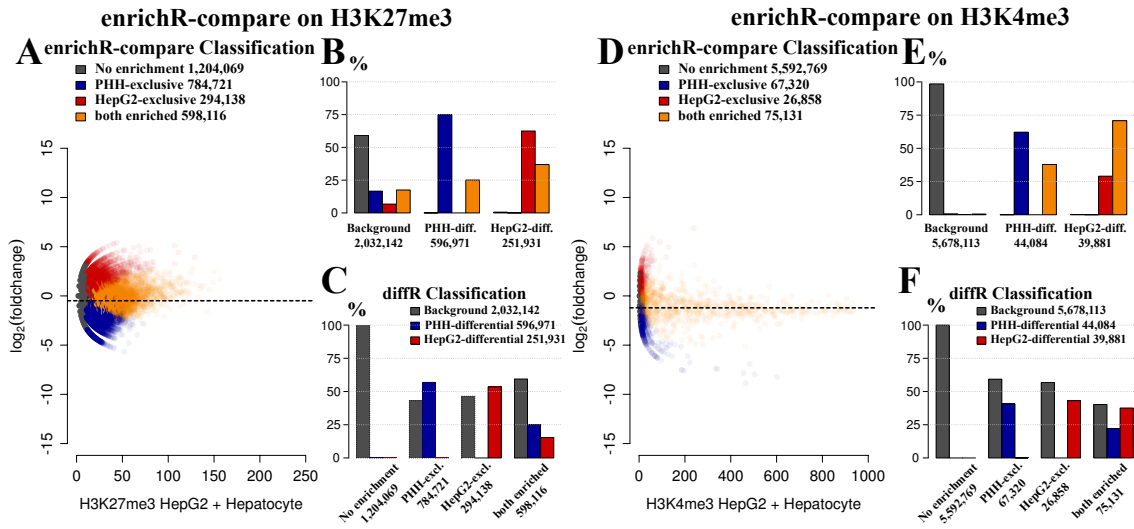 enrichR-compare on H3K27me3
A enrichR-compare Classification
No enrichment 1,204,069
PHH-exclusive 784,721
HepG2-exclusive 294,138
both enriched 598,116
log2(foldchange)
15
10
5
0
-5
-10
-15
0 50 100 150 200 250
H3K27me3 HepG2 + Hepatocyte
B %
100
75
50
25
0
Background PHH-diff. HepG2-diff.
2,032,142 596,971 251,931
C diffR Classification
%
Background 2,032,142
PHH-differential 596,971
HepG2-differential 251,931
100
75
50
25
0
No enrichment
1,204,069
PHH-excl.
784,721
HepG2-excl.
294,138
both enriched
598,116
enrichR-compare on H3K4me3
D enrichR-compare Classification
No enrichment 5,592,769
PHH-exclusive 67,320
HepG2-exclusive 26,858
both enriched 75,131
log2(foldchange)
15
10
5
0
-5
-10
-15
0 200 400 600 800 1000
H3K4me3 HepG2 + Hepatocyte
E %
100
75
50
25
0
Background PHH-diff. HepG2-diff.
5,678,113 44,084 39,881
F diffR Classification
%
Background 5,678,113
PHH-differential 44,084
HepG2-differential 39,881
100
75
50
25
0
No enrichment
5,592,769
PHH-excl.
67,320
HepG2-excl.
26,858
both enriched
75,131